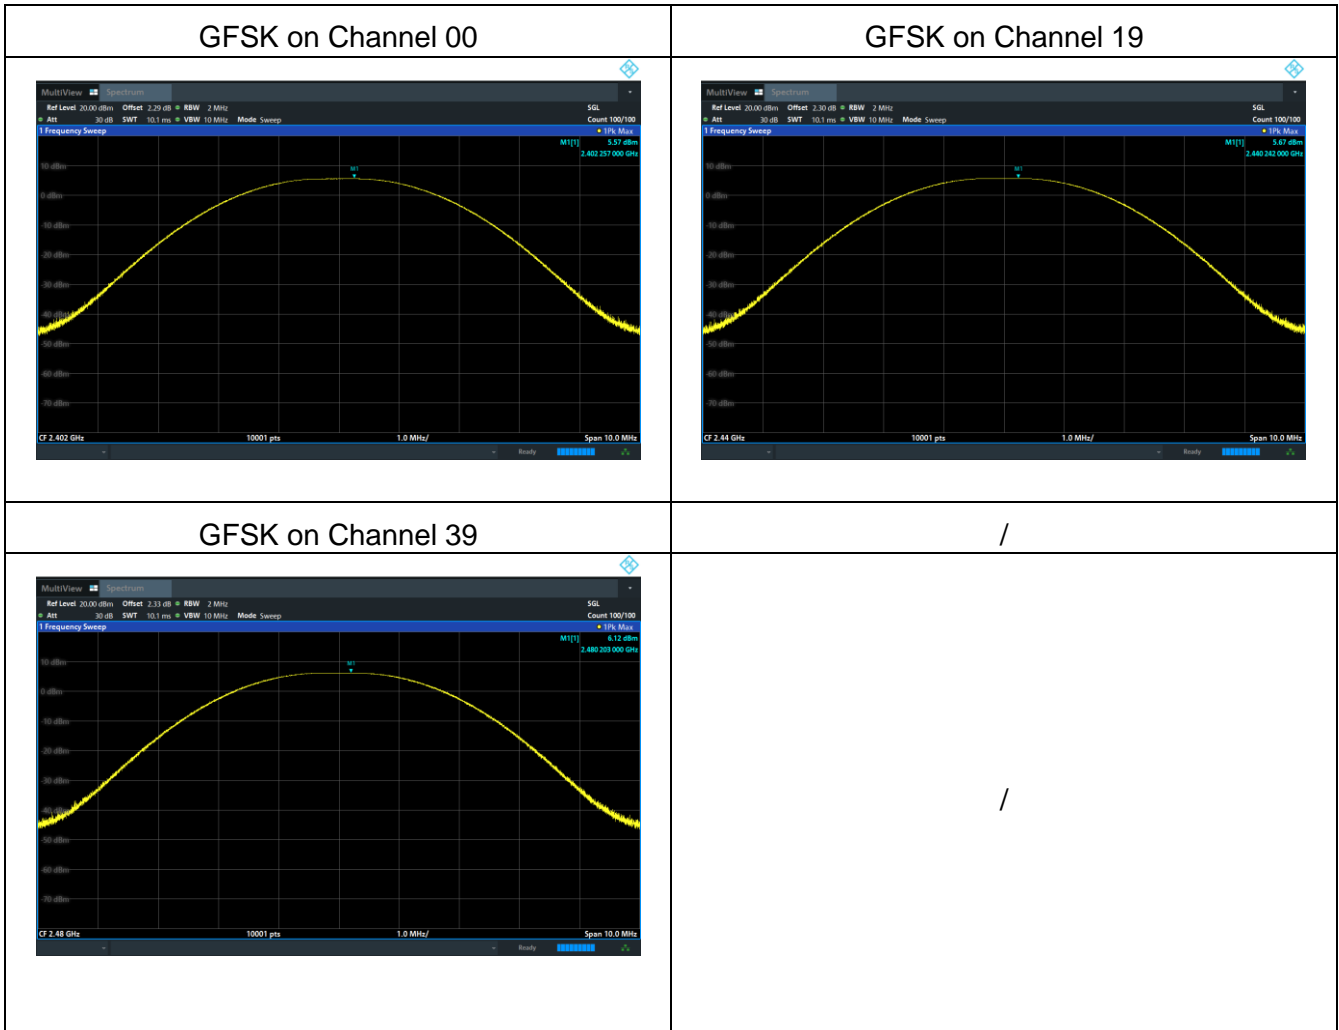 GFSK on Channel 00
GFSK on Channel 19
MultiView Spectrum
Ref Level 20.00 dBm Offset 2.29 dB RBW 2 MHz SGL
Att 30 dB SWT 10.1 ms VBW 10 MHz Mode Sweep Count 100/100
1 Frequency Sweep 1Pk Max
M1[1] 5.57 dBm
2.402 257 000 GHz
M1
10 dBm
0 dBm
-10 dBm
-20 dBm
-30 dBm
-40 dBm
-50 dBm
-60 dBm
-70 dBm
CF 2.402 GHz 10001 pts 1.0 MHz/ Span 10.0 MHz
Ready
MultiView Spectrum
Ref Level 20.00 dBm Offset 2.30 dB RBW 2 MHz SGL
Att 30 dB SWT 10.1 ms VBW 10 MHz Mode Sweep Count 100/100
1 Frequency Sweep 1Pk Max
M1[1] 5.67 dBm
2.440 242 000 GHz
M1
10 dBm
0 dBm
-10 dBm
-20 dBm
-30 dBm
-40 dBm
-50 dBm
-60 dBm
-70 dBm
CF 2.44 GHz 10001 pts 1.0 MHz/ Span 10.0 MHz
Ready
GFSK on Channel 39
/
MultiView Spectrum
Ref Level 20.00 dBm Offset 2.33 dB RBW 2 MHz SGL
Att 30 dB SWT 10.1 ms VBW 10 MHz Mode Sweep Count 100/100
1 Frequency Sweep 1Pk Max
M1[1] 6.12 dBm
2.480 203 000 GHz
M1
10 dBm
0 dBm
-10 dBm
-20 dBm
-30 dBm
-40 dBm
-50 dBm
-60 dBm
-70 dBm
CF 2.48 GHz 10001 pts 1.0 MHz/ Span 10.0 MHz
Ready
/